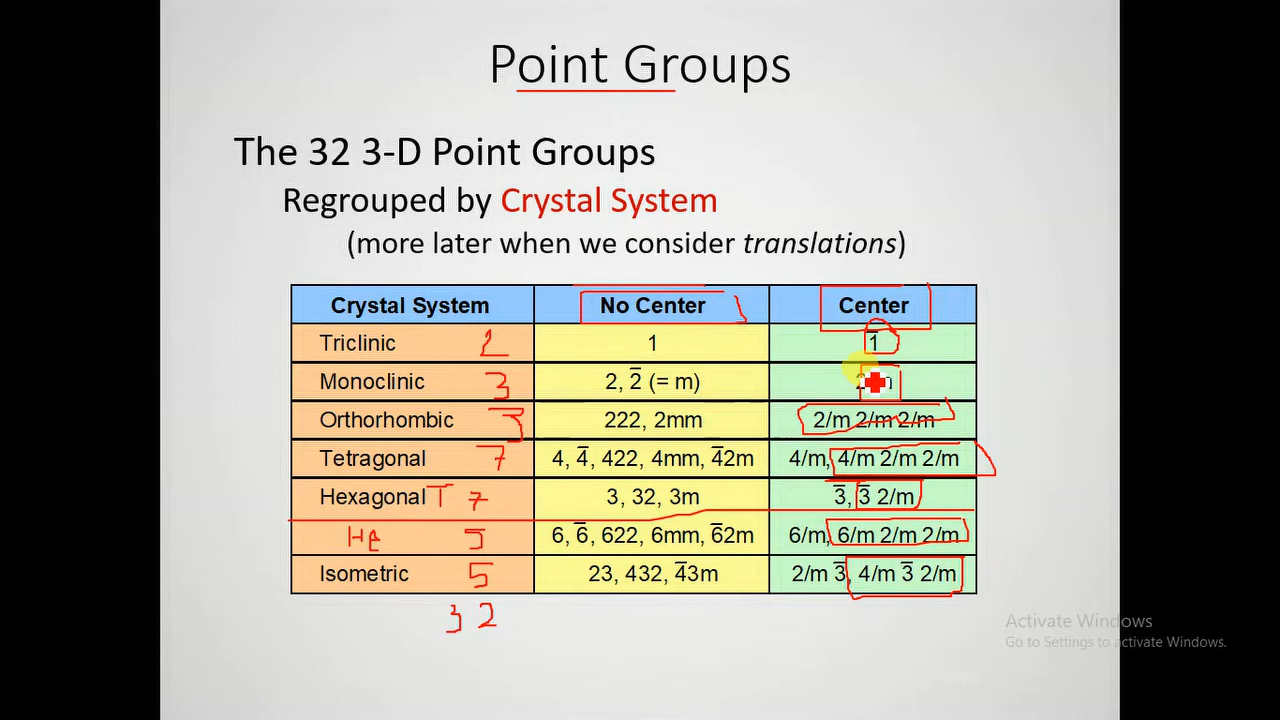 Point Groups
The 32 3-D Point Groups
Regrouped by Crystal System
(more later when we consider translations)
Crystal System No Center Center
Triclinic 2 1 1̅
Monoclinic 3 2, 2̅ (= m)
Orthorhombic 3 222, 2mm 2/m 2/m 2/m
Tetragonal 7 4, 4̅, 422, 4mm, 4̅2m 4/m, 4/m 2/m 2/m
Hexagonal T 3, 32, 3m 3̅, 3̅ 2/m
6, 6̅, 622, 6mm, 6̅2m 6/m, 6/m 2/m 2/m
Isometric 5 23, 432, 4̅3m 2/m 3̅, 4/m 3̅ 2/m
32
Activate Windows
Go to Settings to activate Windows.